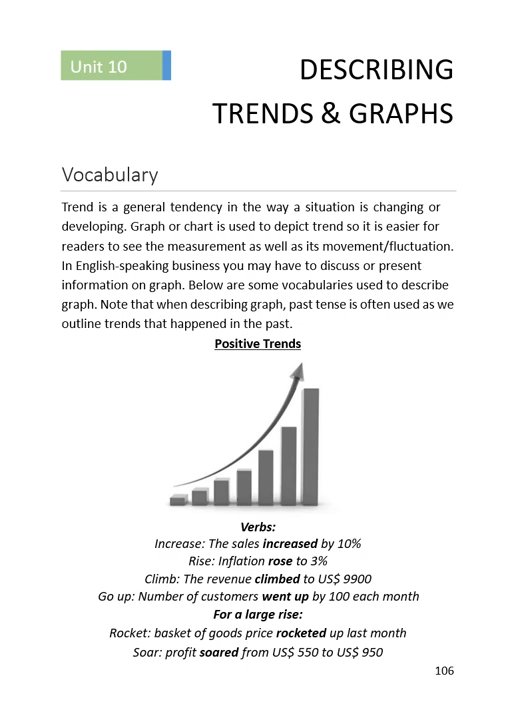 Unit 10
DESCRIBING
TRENDS & GRAPHS
Vocabulary
Trend is a general tendency in the way a situation is changing or
developing. Graph or chart is used to depict trend so it is easier for
readers to see the measurement as well as its movement/fluctuation.
In English-speaking business you may have to discuss or present
information on graph. Below are some vocabularies used to describe
graph. Note that when describing graph, past tense is often used as we
outline trends that happened in the past.
Positive Trends
Verbs:
Increase: The sales increased by 10%
Rise: Inflation rose to 3%
Climb: The revenue climbed to US$ 9900
Go up: Number of customers went up by 100 each month
For a large rise:
Rocket: basket of goods price rocketed up last month
Soar: profit soared from US$ 550 to US$ 950
106